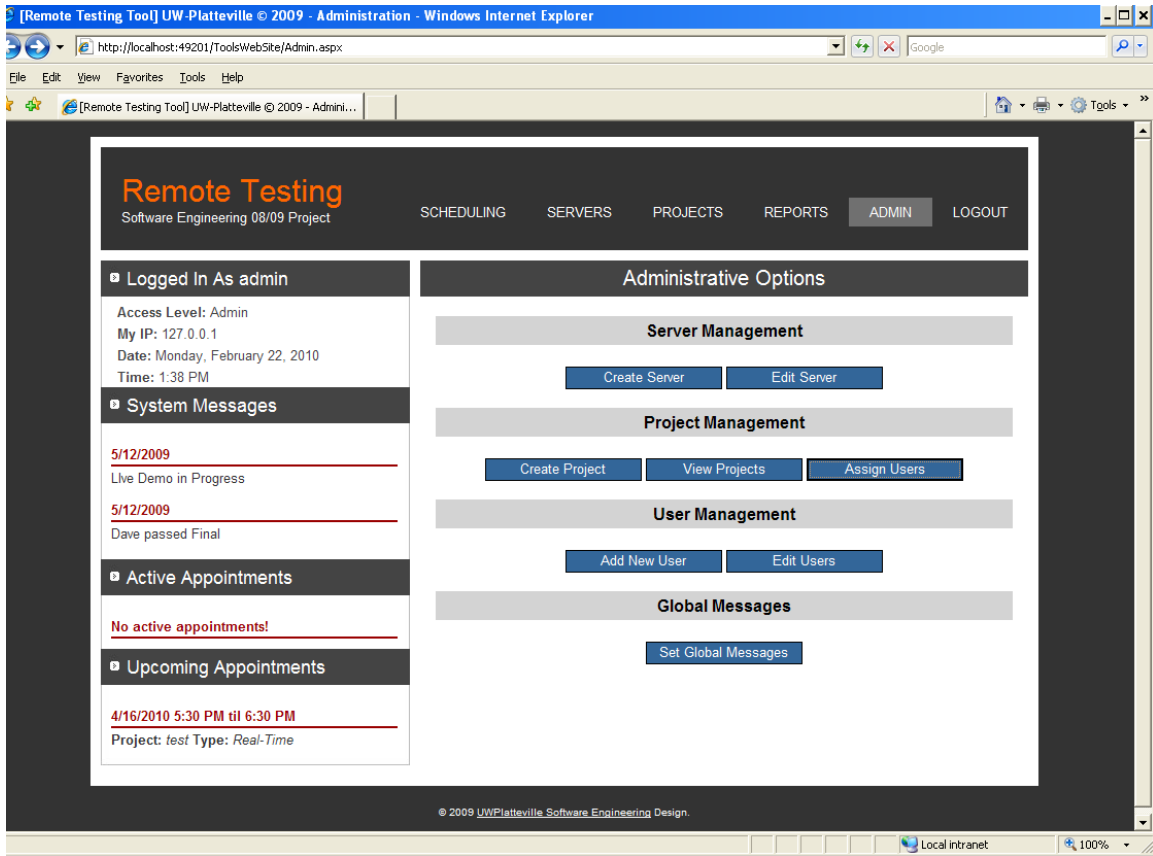 [Remote Testing Tool] UW-Platteville © 2009 - Administration - Windows Internet Explorer
http://localhost:49201/ToolsWebSite/Admin.aspx
Google
File Edit View Favorites Tools Help
[Remote Testing Tool] UW-Platteville © 2009 - Admini...
Tools
Remote Testing
Software Engineering 08/09 Project
SCHEDULING SERVERS PROJECTS REPORTS ADMIN LOGOUT
Logged In As admin
Access Level: Admin
My IP: 127.0.0.1
Date: Monday, February 22, 2010
Time: 1:38 PM
System Messages
5/12/2009
LIve Demo in Progress
5/12/2009
Dave passed Final
Active Appointments
No active appointments!
Upcoming Appointments
4/16/2010 5:30 PM til 6:30 PM
Project: test Type: Real-Time
Administrative Options
Server Management
Create Server Edit Server
Project Management
Create Project View Projects Assign Users
User Management
Add New User Edit Users
Global Messages
Set Global Messages
© 2009 UWPlatteville Software Engineering Design.
Local intranet
100%